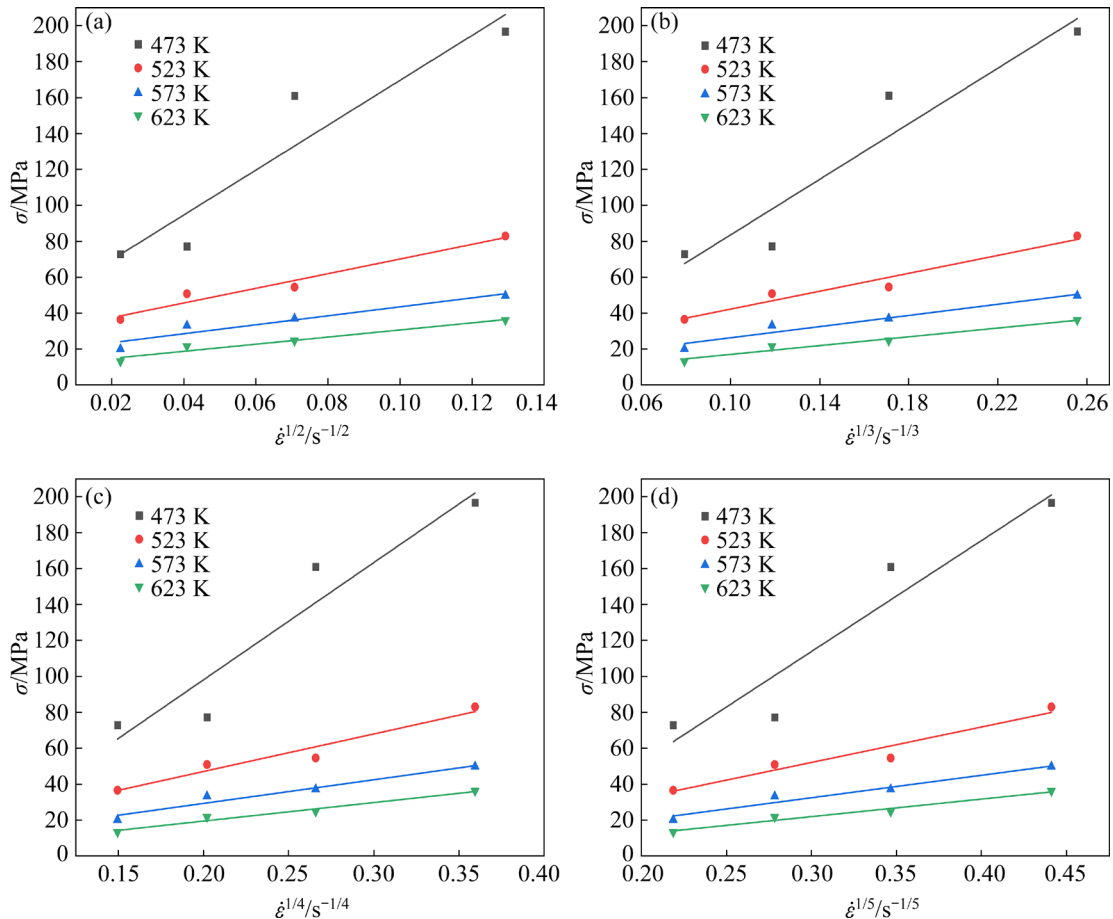 (a)
473 K
523 K
573 K
623 K
σ/MPa
200
180
160
140
120
100
80
60
40
20
0
0.02 0.04 0.06 0.08 0.10 0.12 0.14
ε̇^{1/2}/s^{−1/2}
(b)
473 K
523 K
573 K
623 K
σ/MPa
200
180
160
140
120
100
80
60
40
20
0
0.06 0.10 0.14 0.18 0.22 0.26
ε̇^{1/3}/s^{−1/3}
(c)
473 K
523 K
573 K
623 K
σ/MPa
200
180
160
140
120
100
80
60
40
20
0
0.15 0.20 0.25 0.30 0.35 0.40
ε̇^{1/4}/s^{−1/4}
(d)
473 K
523 K
573 K
623 K
σ/MPa
200
180
160
140
120
100
80
60
40
20
0
0.20 0.25 0.30 0.35 0.40 0.45
ε̇^{1/5}/s^{−1/5}